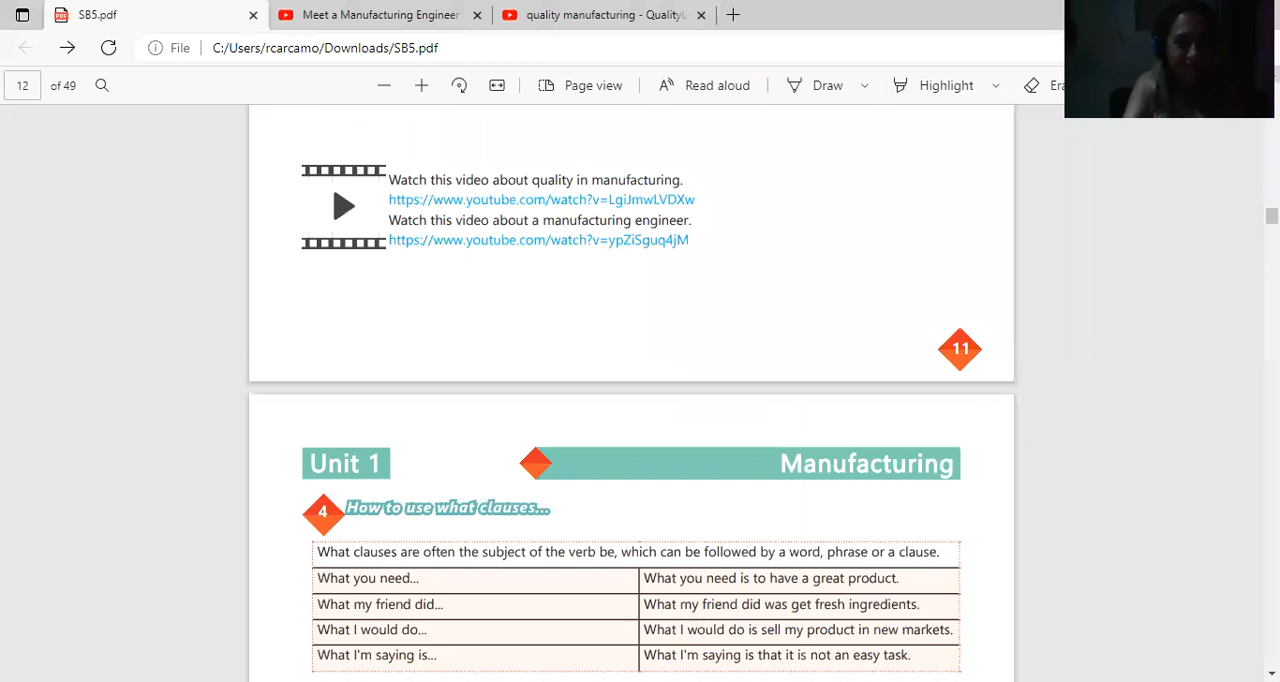 SB5.pdf
Meet a Manufacturing Engineer
quality manufacturing - QualityL
File
C:/Users/rcarcamo/Downloads/SB5.pdf
12 of 49
Page view
Read aloud
Draw
Highlight
Era
Watch this video about quality in manufacturing.
https://www.youtube.com/watch?v=LgiJmwLVDXw
Watch this video about a manufacturing engineer.
https://www.youtube.com/watch?v=ypZiSguq4jM
11
Unit 1
Manufacturing
4 How to use what clauses...
What clauses are often the subject of the verb be, which can be followed by a word, phrase or a clause.
What you need... What you need is to have a great product.
What my friend did... What my friend did was get fresh ingredients.
What I would do... What I would do is sell my product in new markets.
What I'm saying is... What I'm saying is that it is not an easy task.